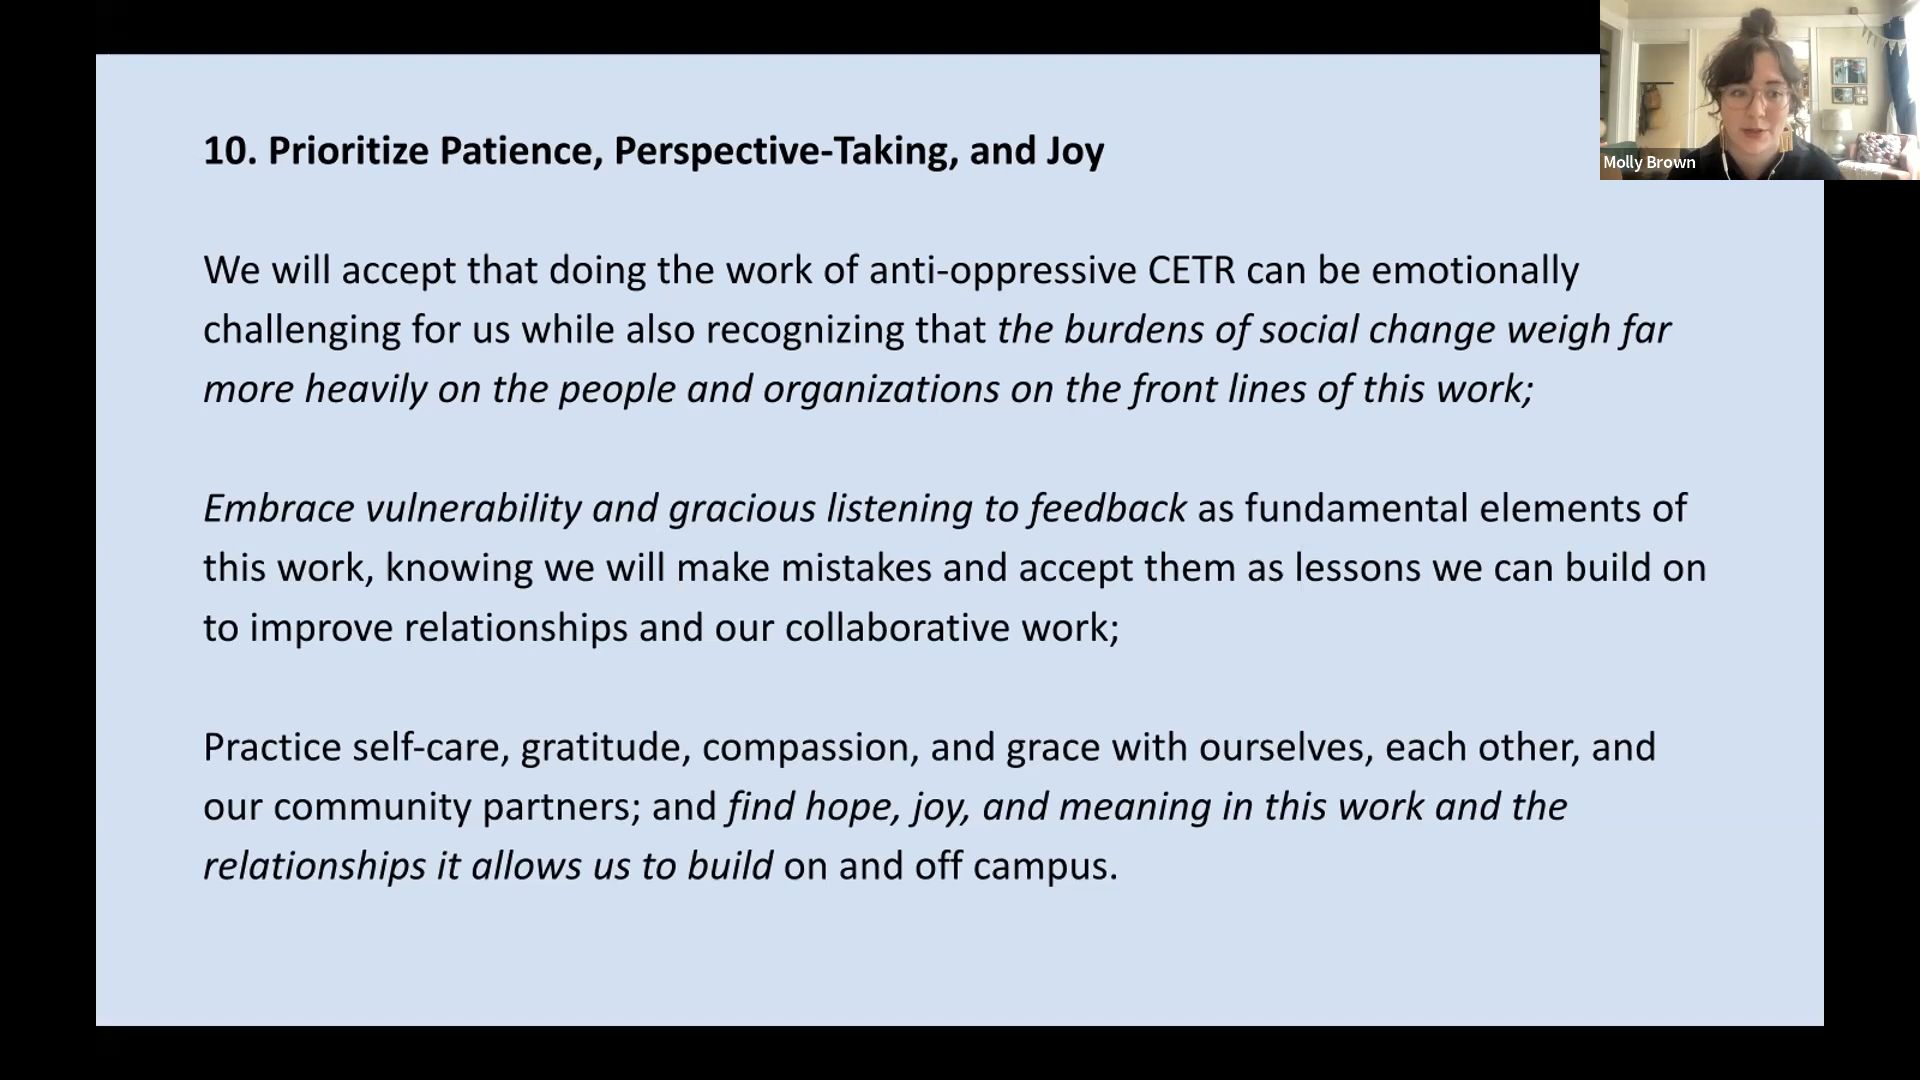 10. Prioritize Patience, Perspective-Taking, and Joy
We will accept that doing the work of anti-oppressive CETR can be emotionally
challenging for us while also recognizing that the burdens of social change weigh far
more heavily on the people and organizations on the front lines of this work;
Embrace vulnerability and gracious listening to feedback as fundamental elements of
this work, knowing we will make mistakes and accept them as lessons we can build on
to improve relationships and our collaborative work;
Practice self-care, gratitude, compassion, and grace with ourselves, each other, and
our community partners; and find hope, joy, and meaning in this work and the
relationships it allows us to build on and off campus.
Molly Brown